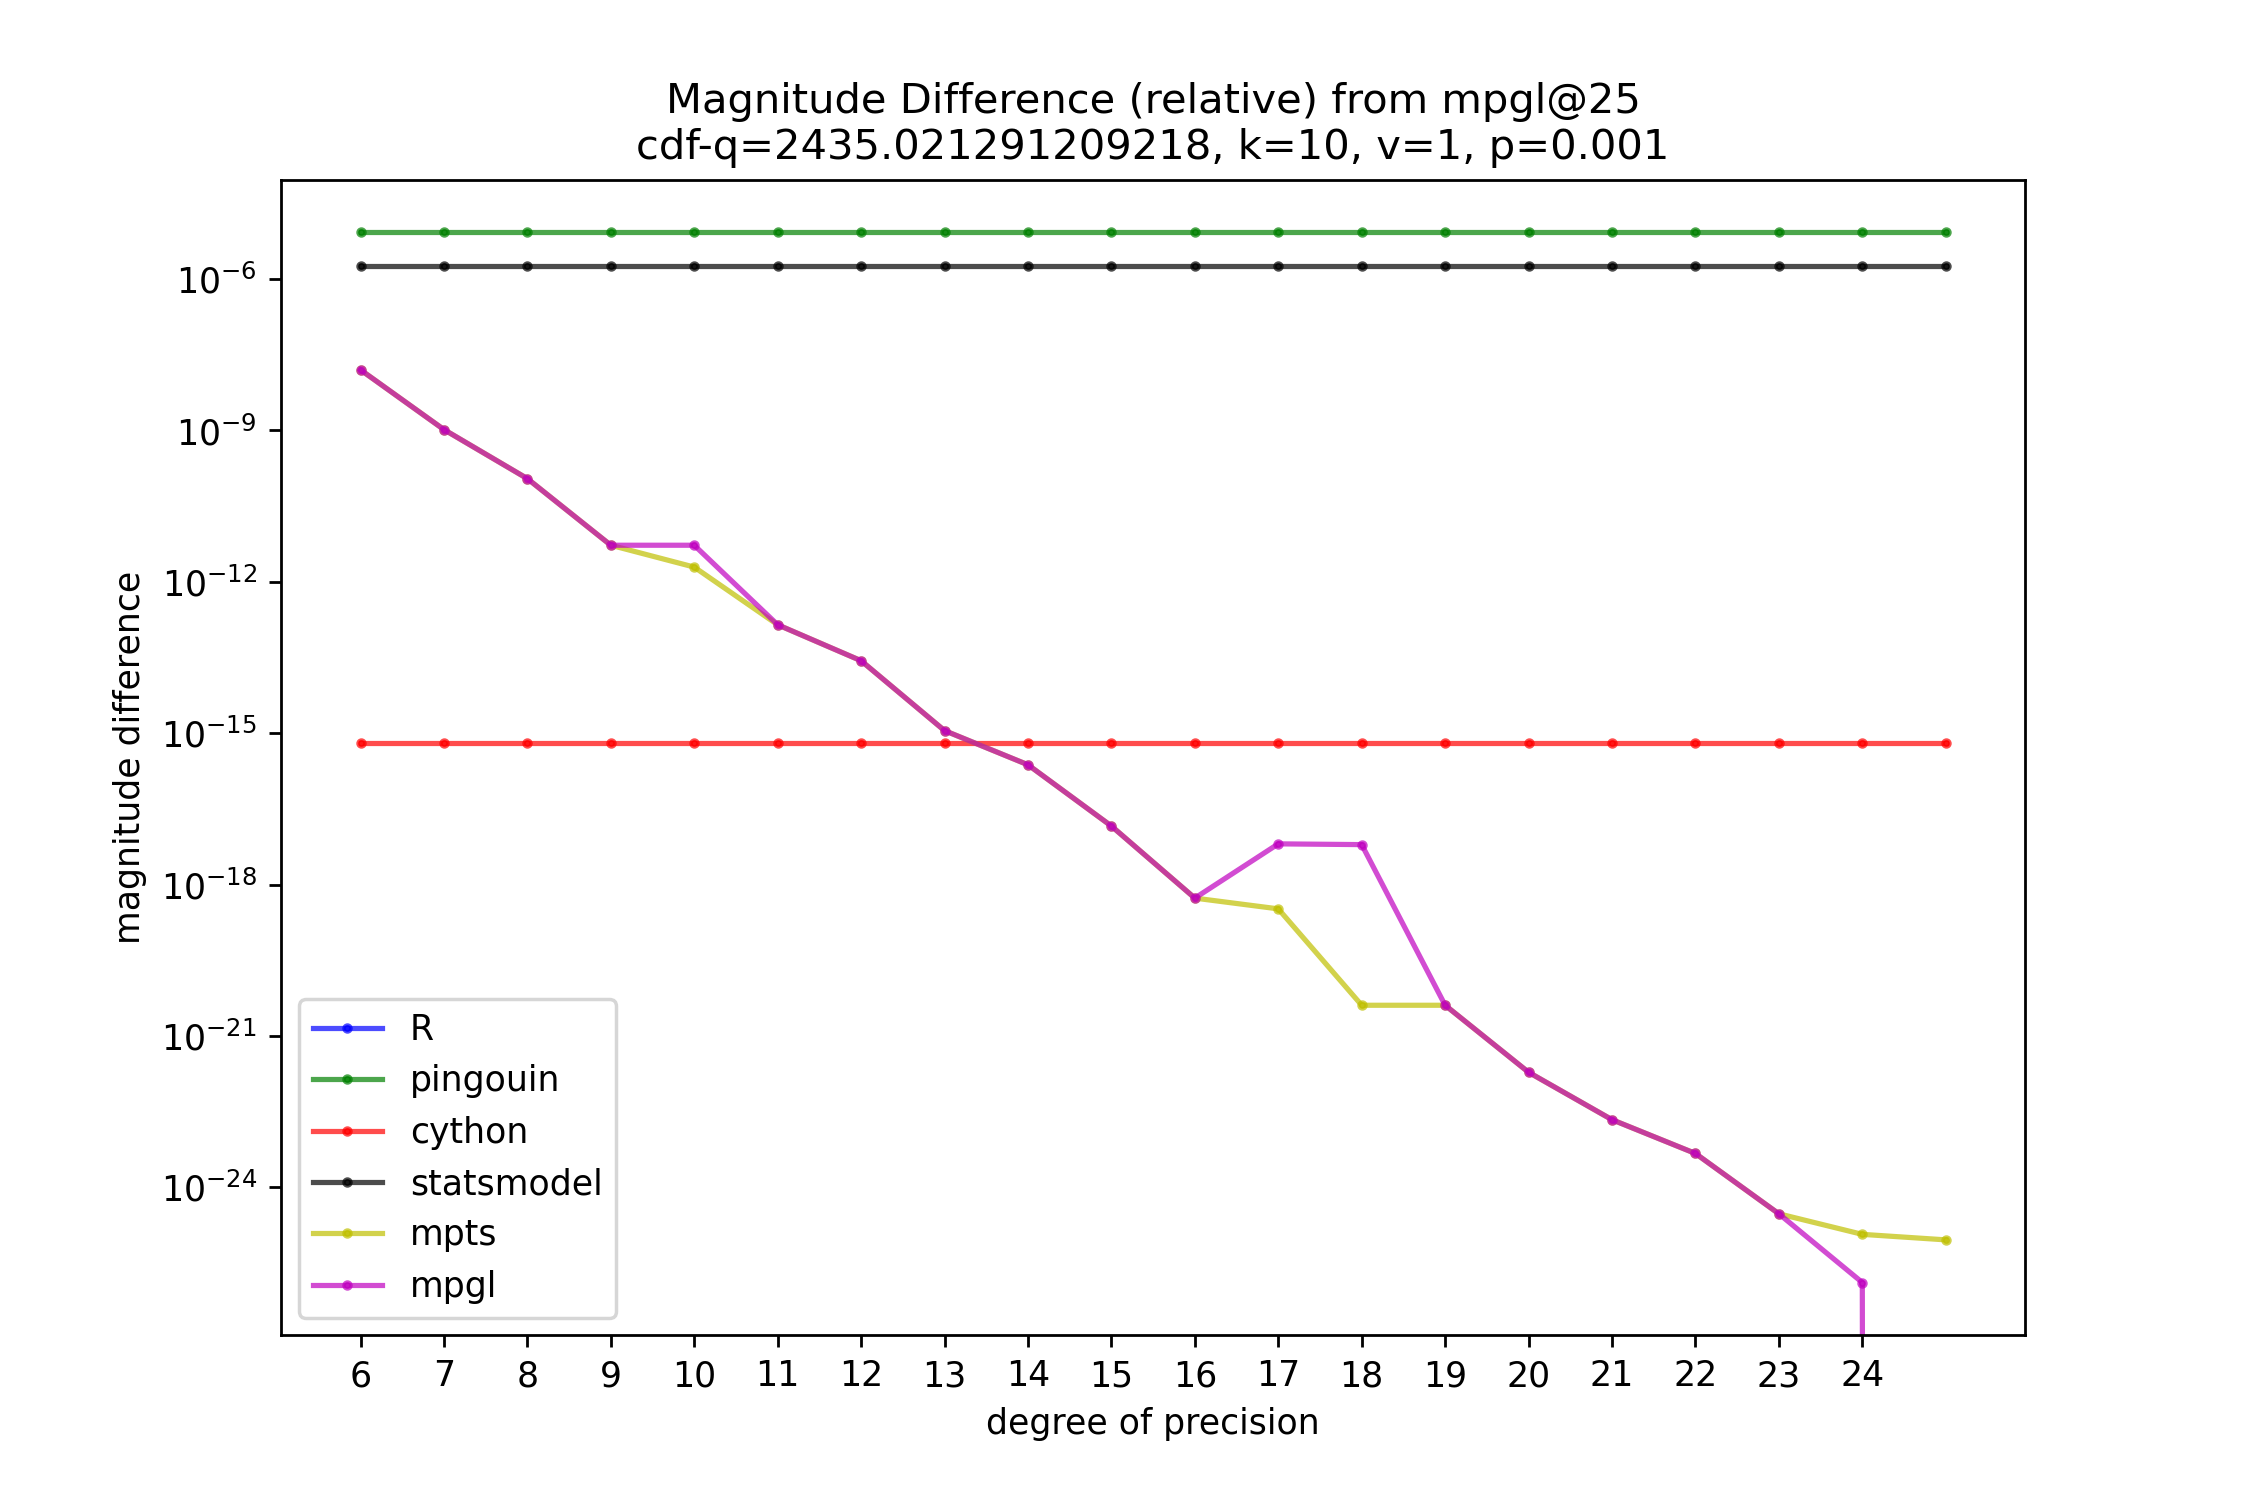 Magnitude Difference (relative) from mpgl@25
cdf-q=2435.021291209218, k=10, v=1, p=0.001
magnitude difference
10⁻⁶
10⁻⁹
10⁻¹²
10⁻¹⁵
10⁻¹⁸
10⁻²¹
10⁻²⁴
R
pingouin
cython
statsmodel
mpts
mpgl
6 7 8 9 10 11 12 13 14 15 16 17 18 19 20 21 22 23 24
degree of precision